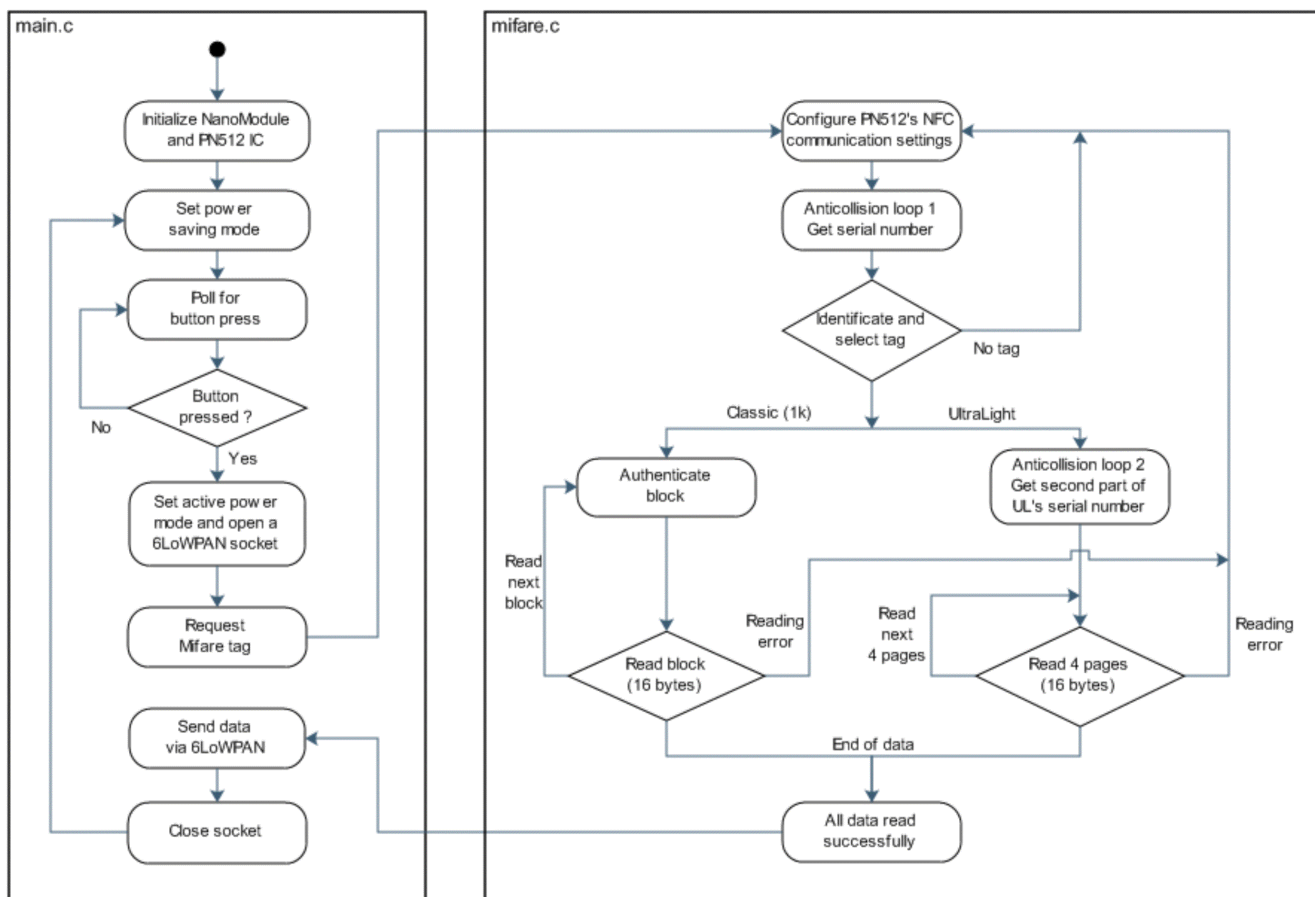 main.c
Initialize NanoModule
and PN512 IC
Set power
saving mode
Poll for
button press
Button
pressed ?
No
Yes
Set active power
mode and open a
6LoWPAN socket
Request
Mifare tag
Send data
via 6LoWPAN
Close socket
mifare.c
Configure PN512's NFC
communication settings
Anticollision loop 1
Get serial number
Identificate and
select tag
No tag
Classic (1k)
UltraLight
Authenticate
block
Anticollision loop 2
Get second part of
UL's serial number
Read
next
block
Reading
error
Read block
(16 bytes)
Read
next
4 pages
Reading
error
Read 4 pages
(16 bytes)
End of data
All data read
successfully